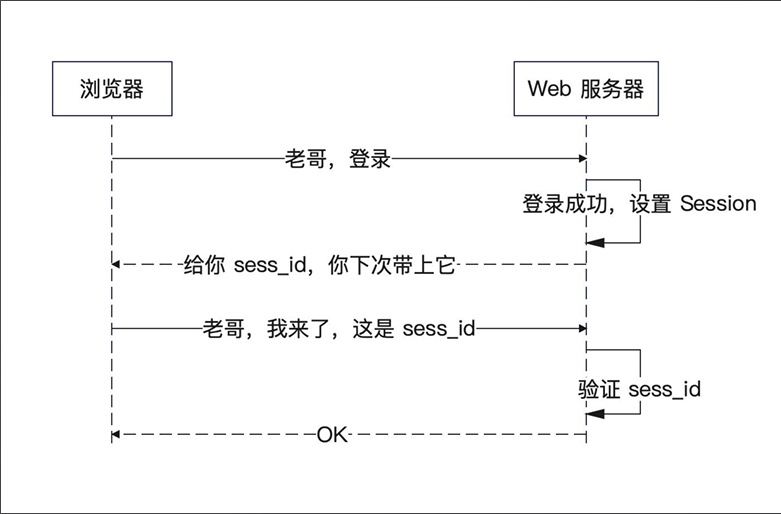 浏览器
Web 服务器
老哥，登录
登录成功，设置 Session
给你 sess_id，你下次带上它
老哥，我来了，这是 sess_id
验证 sess_id
OK